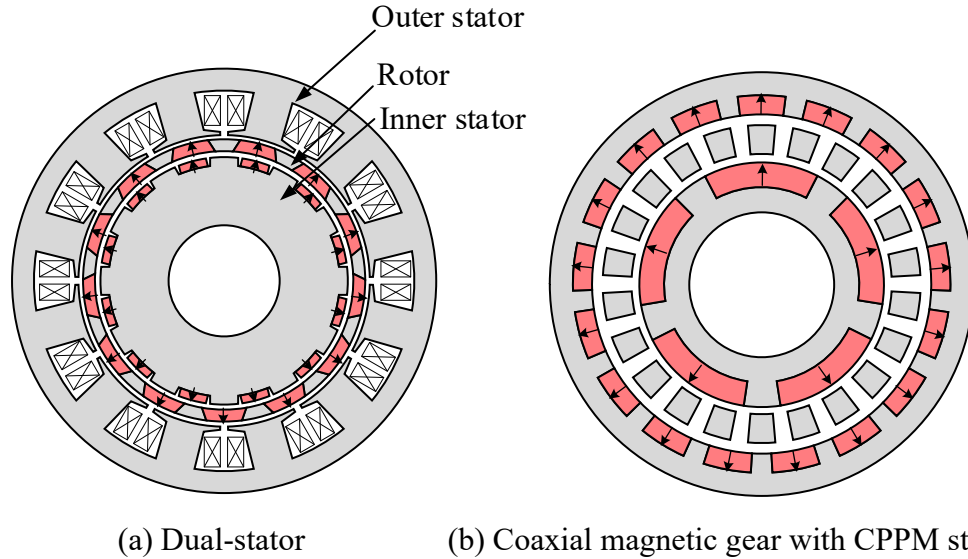 Outer stator
Rotor
Inner stator
(a) Dual-stator
(b) Coaxial magnetic gear with CPPM st